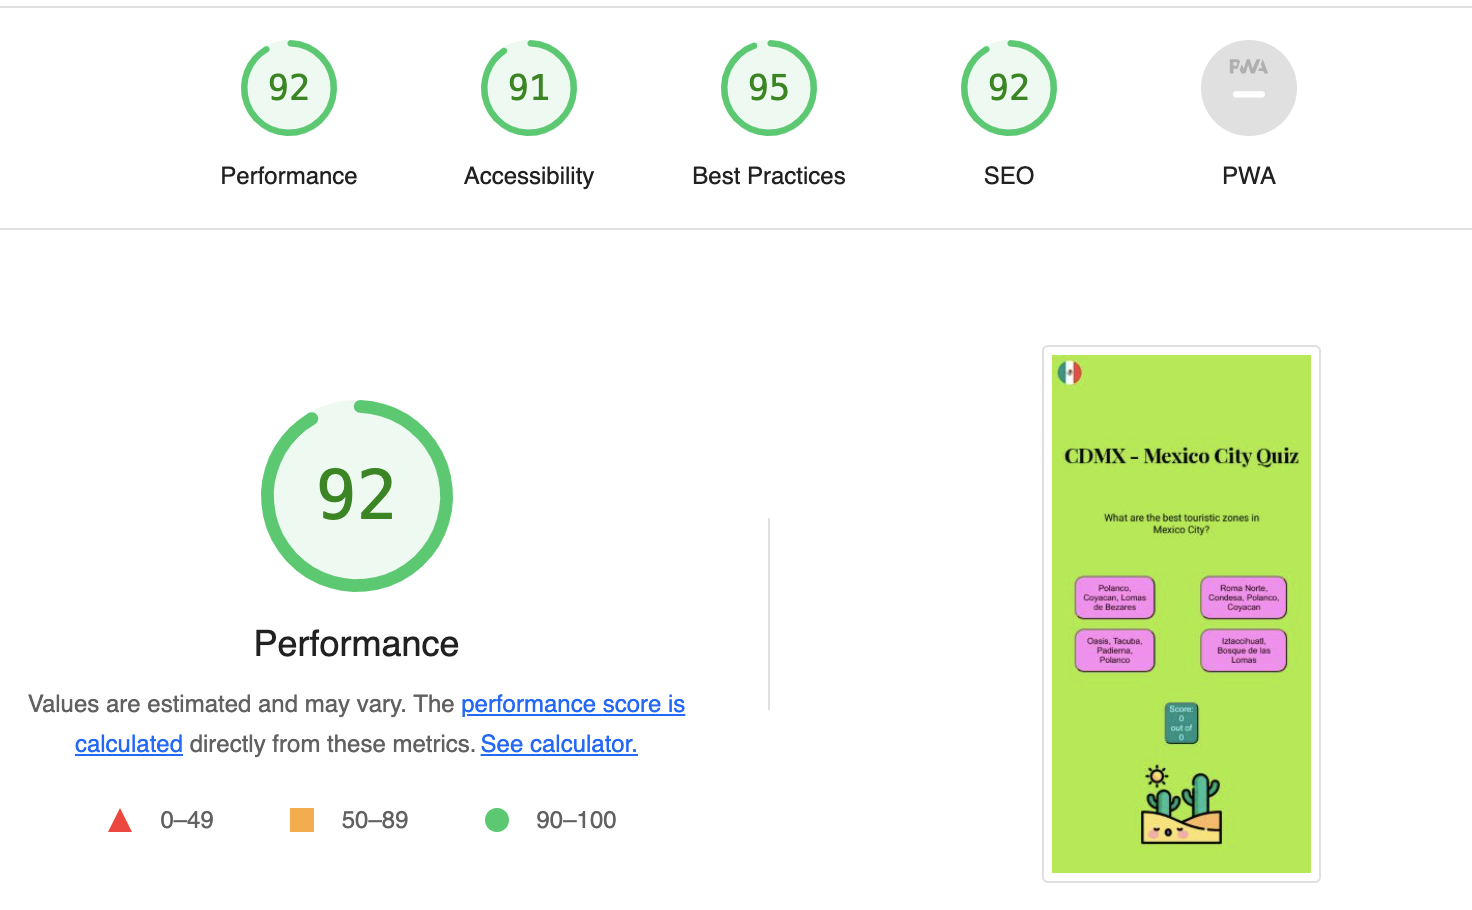 92
91
95
92
PWA
Performance
Accessibility
Best Practices
SEO
PWA
92
Performance
Values are estimated and may vary. The performance score is
calculated directly from these metrics. See calculator.
0–49
50–89
90–100
CDMX - Mexico City Quiz
What are the best touristic zones in
Mexico City?
Polanco,
Coyacan, Lomas
de Bezares
Roma Norte,
Condesa, Polanco,
Coyacan
Oasis, Tacuba,
Padierna,
Polanco
Iztaccihuatl,
Bosque de las
Lomas
Score:
0
out of
0